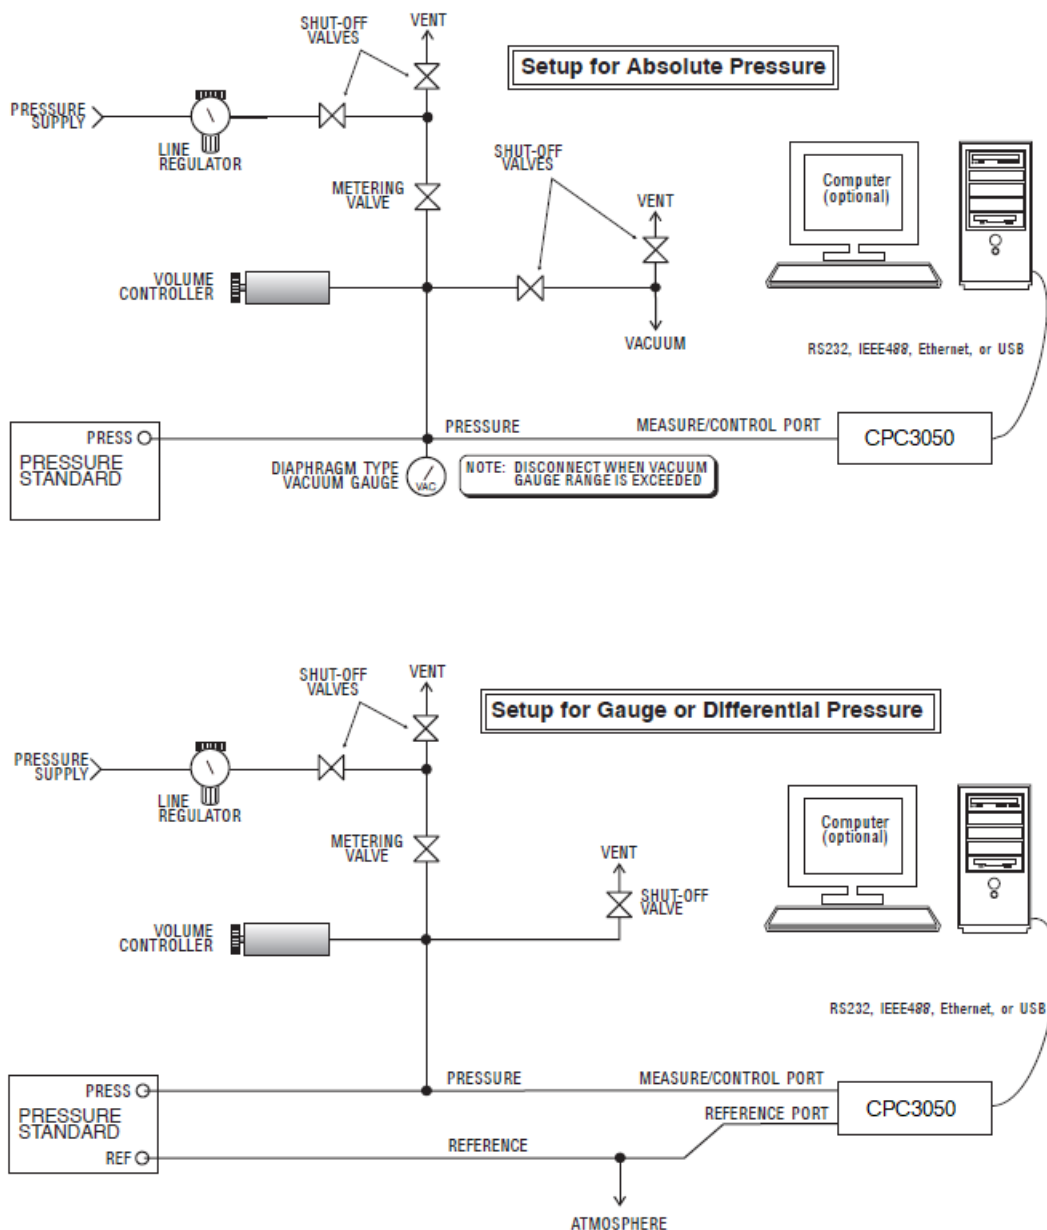 SHUT-OFF
VALVES
VENT
Setup for Absolute Pressure
PRESSURE
SUPPLY
LINE
REGULATOR
SHUT-OFF
VALVES
METERING
VALVE
VENT
Computer
(optional)
VOLUME
CONTROLLER
VACUUM
RS232, IEEE488, Ethernet, or USB
PRESS
PRESSURE
STANDARD
PRESSURE
MEASURE/CONTROL PORT
CPC3050
DIAPHRAGM TYPE
VACUUM GAUGE
VAC
NOTE: DISCONNECT WHEN VACUUM
GAUGE RANGE IS EXCEEDED
SHUT-OFF
VALVES
VENT
Setup for Gauge or Differential Pressure
PRESSURE
SUPPLY
LINE
REGULATOR
METERING
VALVE
VENT
SHUT-OFF
VALVE
Computer
(optional)
VOLUME
CONTROLLER
RS232, IEEE488, Ethernet, or USB
PRESS
PRESSURE
STANDARD
REF
PRESSURE
MEASURE/CONTROL PORT
REFERENCE PORT
CPC3050
REFERENCE
ATMOSPHERE